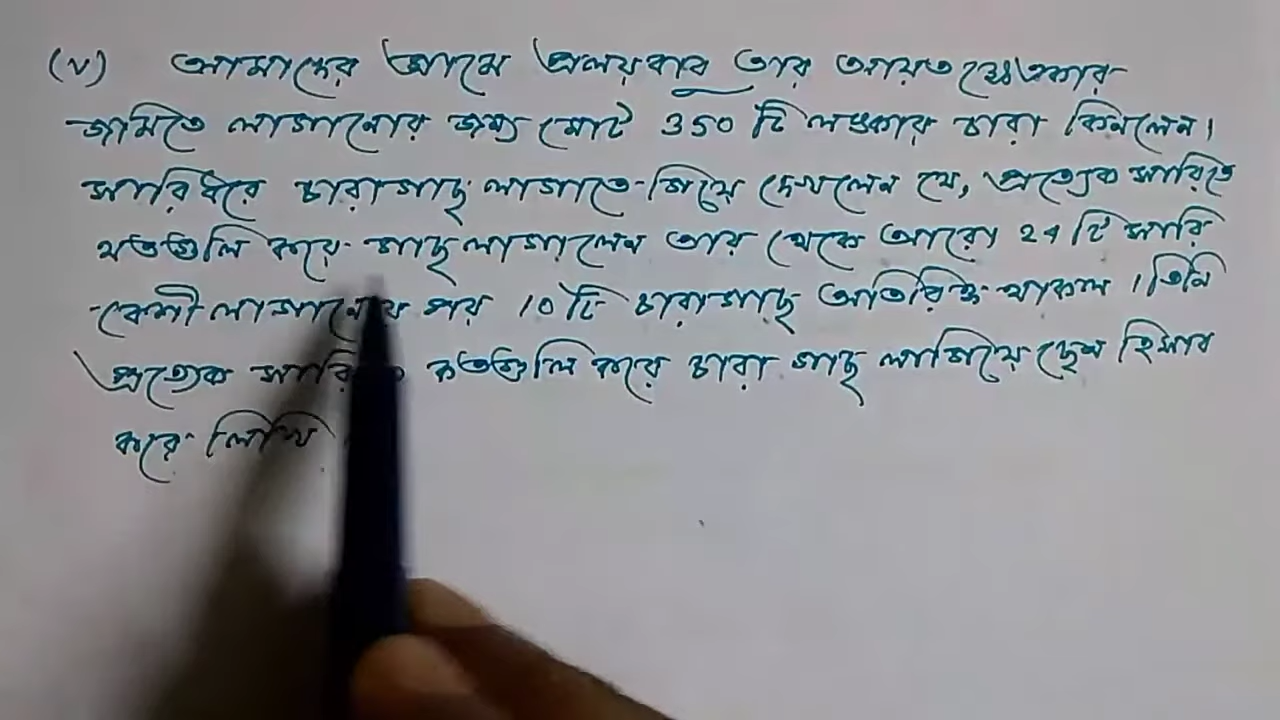 (v) আমাদের গ্রামে প্রলয়বাবু তার আয়তক্ষেত্রাকার
জমিতে লাগানোর জন্য মোট 350 টি লঙ্কার চারা কিনলেন।
সারিধরে চারাগাছ লাগাতে গিয়ে দেখলেন যে, প্রত্যেক সারিতে
যতগুলি করে গাছ লাগালেন তার থেকে আরো 24 টি সারি
বেশী লাগানোর পর 10 টি চারাগাছ অতিরিক্ত থাকল। তিনি
প্রত্যেক কতগুলি করে চারা গাছ লাগিয়েছেন হিসাব
করে লিখি